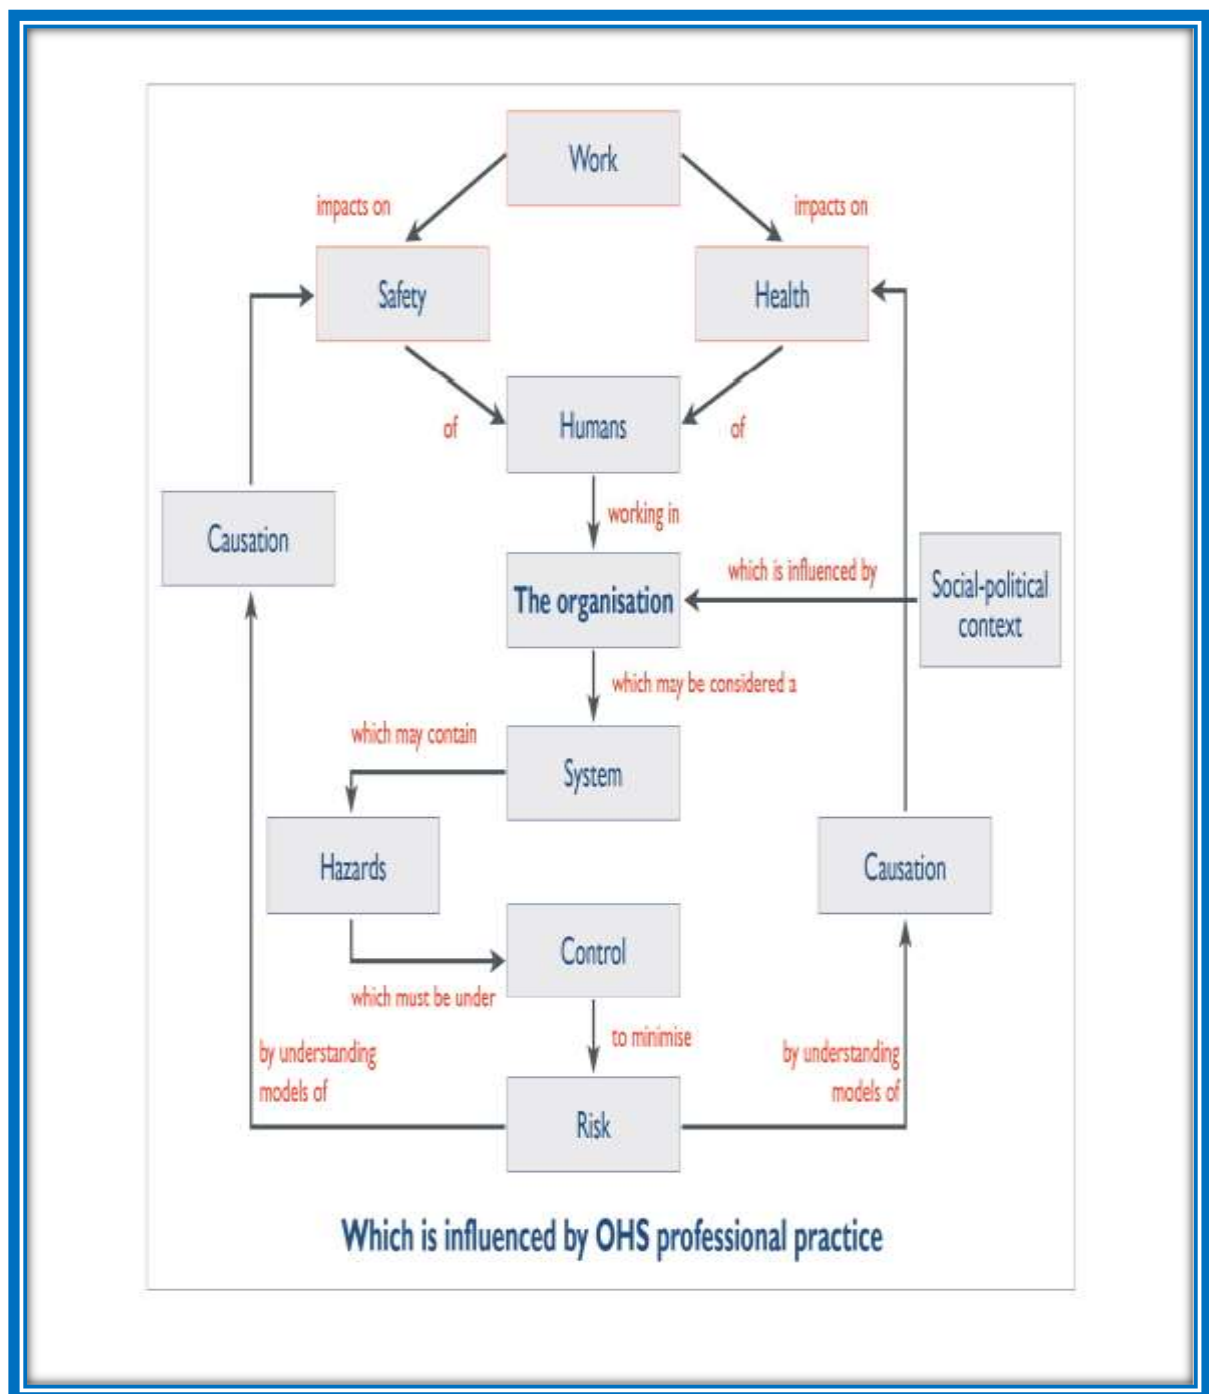 Work
impacts on
impacts on
Safety
Health
of
Humans
of
working in
Causation
which is influenced by
Social-political
context
The organisation
which may be considered a
which may contain
System
Hazards
Causation
Control
which must be under
to minimise
by understanding
models of
by understanding
models of
Risk
Which is influenced by OHS professional practice